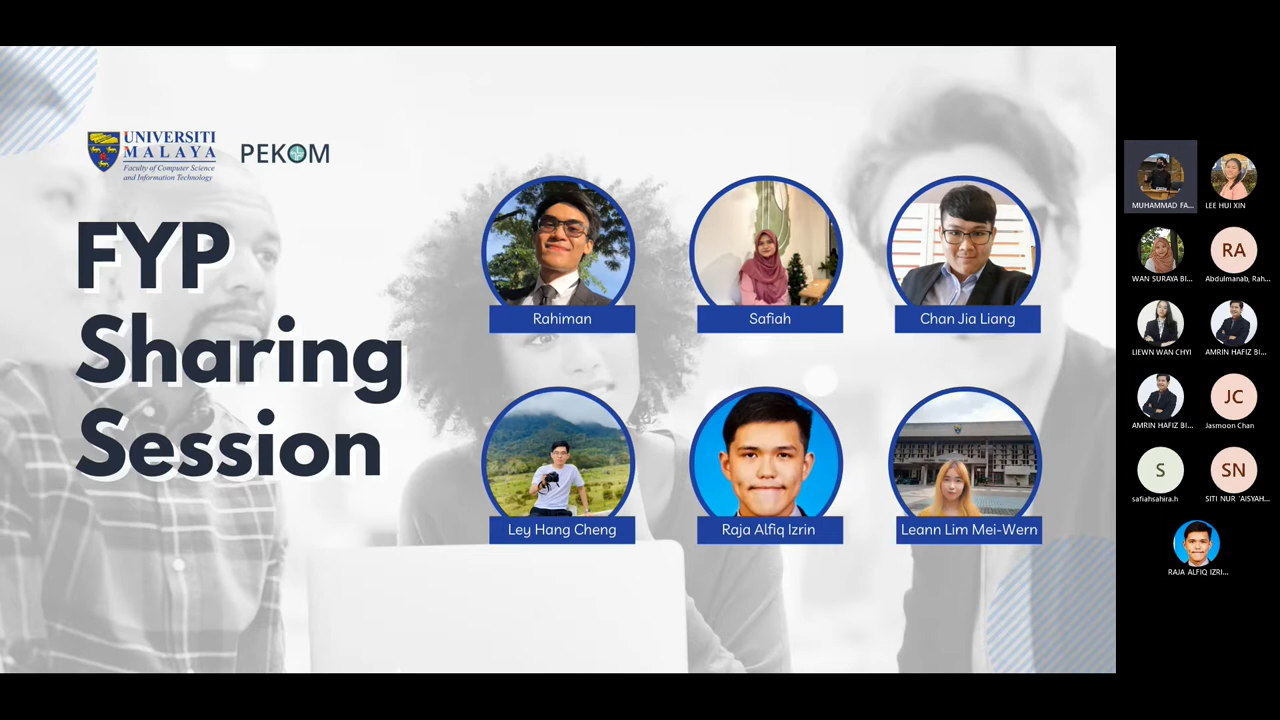 UNIVERSITI
MALAYA
Faculty of Computer Science
and Information Technology
PEKOM
FYP
Sharing
Session
Rahiman
Safiah
Chan Jia Liang
Ley Hang Cheng
Raja Alfiq Izrin
Leann Lim Mei-Wern
MUHAMMAD FA...
LEE HUI XIN
WAN SURAYA BI...
RA
Abdulmanab, Rah...
LIEWN WAN CHYI
AMRIN HAFIZ BI...
AMRIN HAFIZ BI...
JC
Jasmoon Chan
S
safiahsahira.h
SN
SITI NUR `AISYAH...
RAJA ALFIQ IZRI...